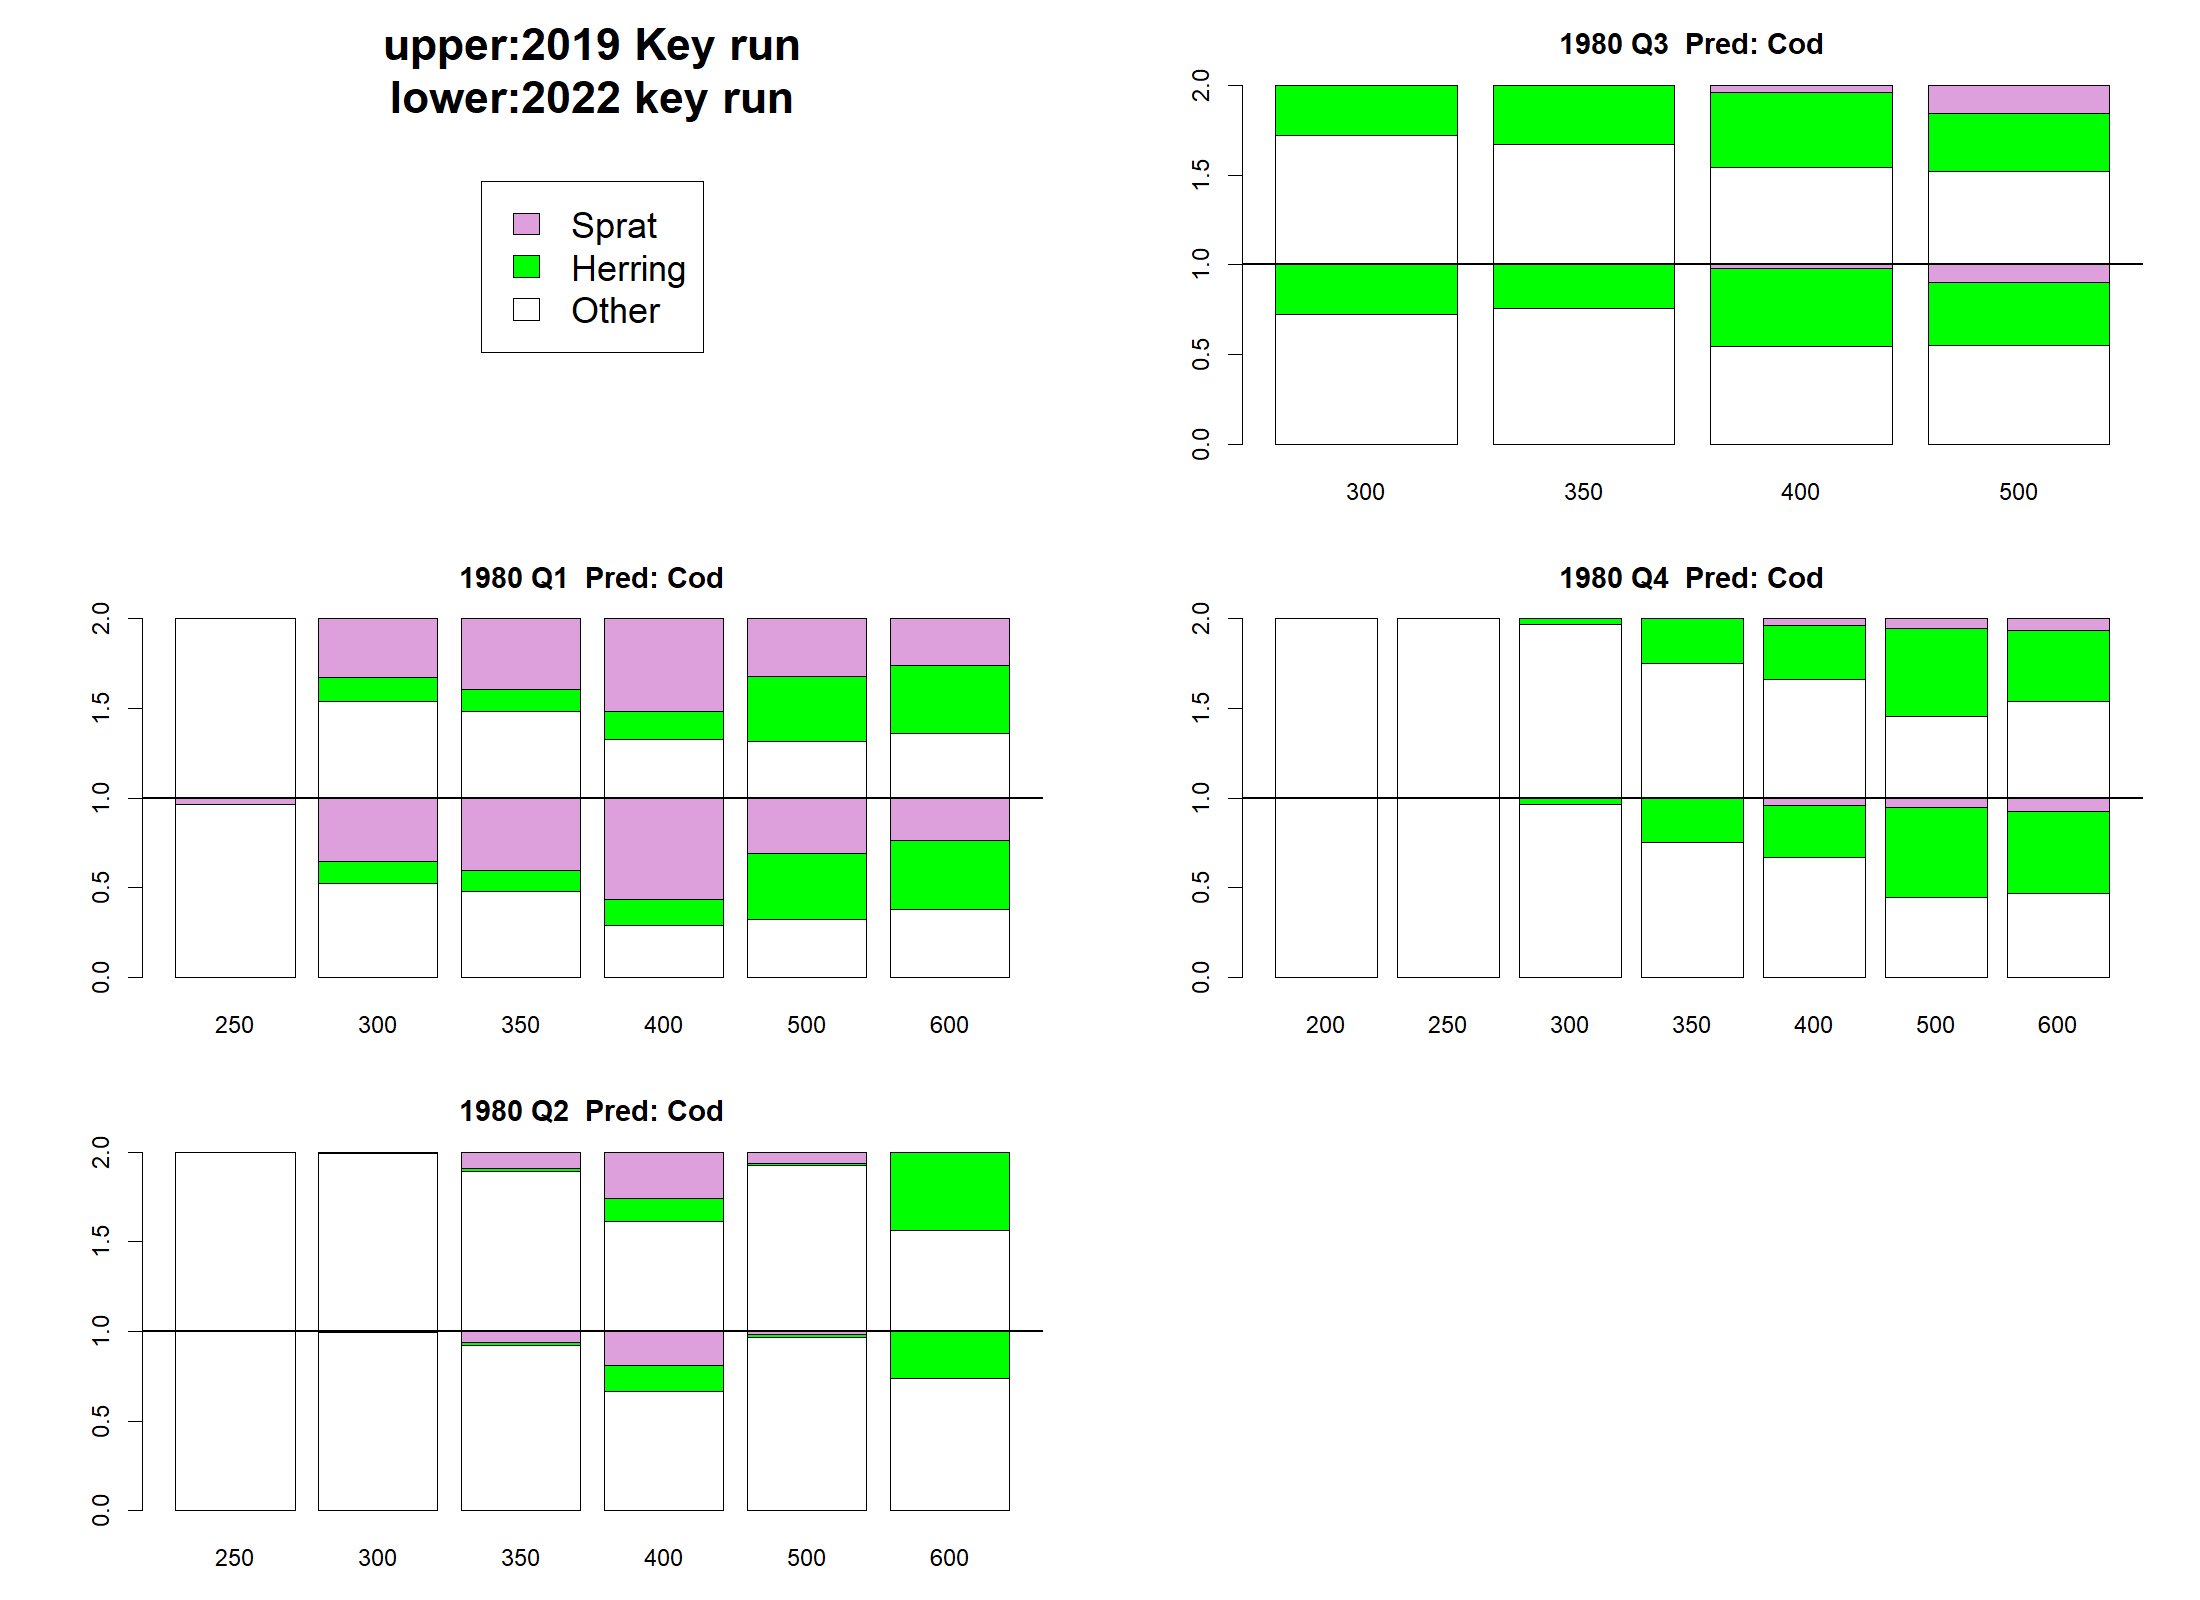 upper:2019 Key run
lower:2022 key run
Sprat
Herring
Other
1980 Q1  Pred: Cod
2.0
1.5
1.0
0.5
0.0
250 300 350 400 500 600
1980 Q2  Pred: Cod
2.0
1.5
1.0
0.5
0.0
250 300 350 400 500 600
1980 Q3  Pred: Cod
2.0
1.5
1.0
0.5
0.0
300 350 400 500
1980 Q4  Pred: Cod
2.0
1.5
1.0
0.5
0.0
200 250 300 350 400 500 600